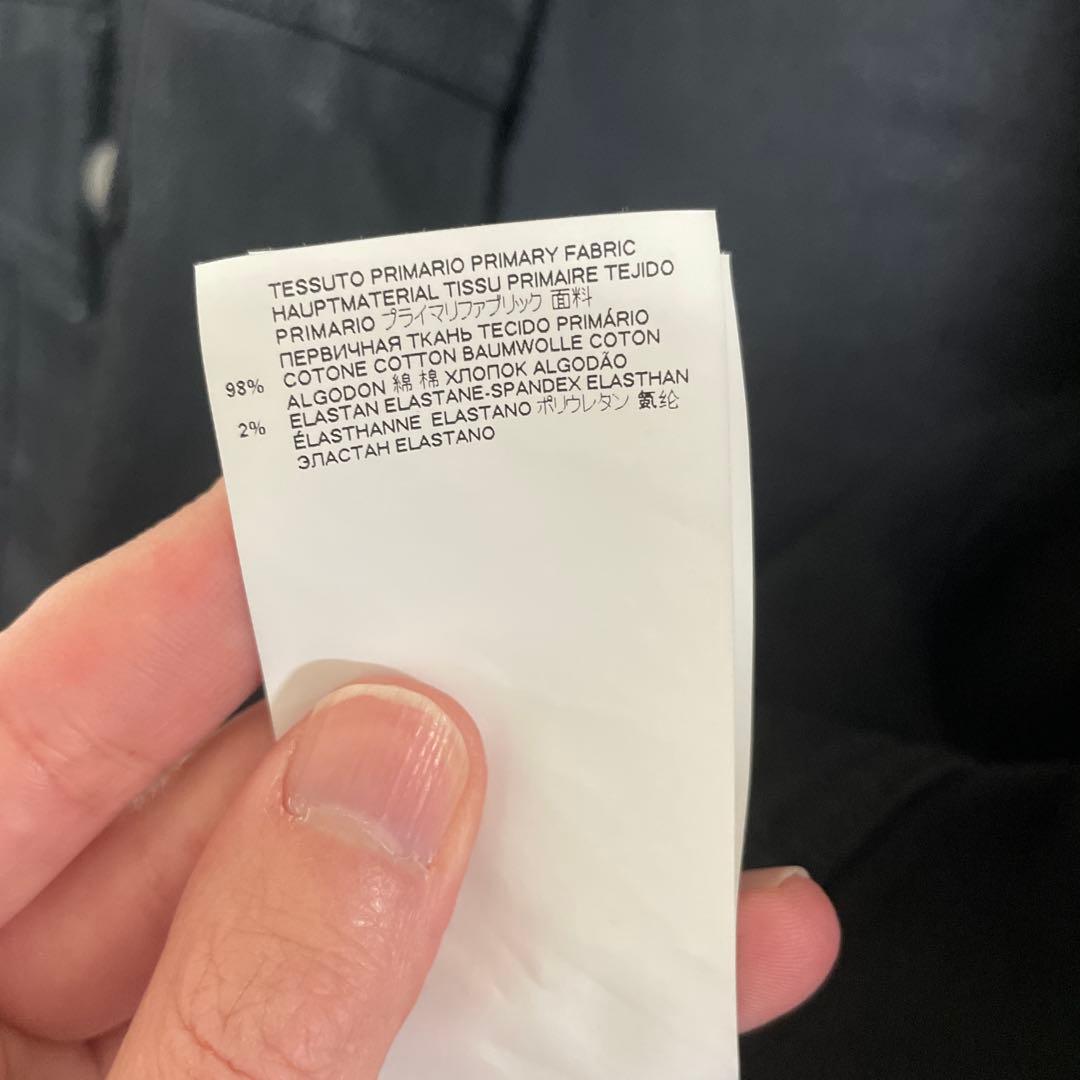 TESSUTO PRIMARIO PRIMARY FABRIC
HAUPTMATERIAL TISSU PRIMAIRE TEJIDO
PRIMARIO プライマリファブリック 面料
ПЕРВИЧНАЯ ТКАНЬ TECIDO PRIMÁRIO
98% COTONE COTTON BAUMWOLLE COTON
ALGODON 綿 棉 ХЛОПОК ALGODÃO
2% ELASTAN ELASTANE-SPANDEX ELASTHAN
ÉLASTHANNE ELASTANO ポリウレタン 氨纶
ЭЛАСТАН ELASTANO